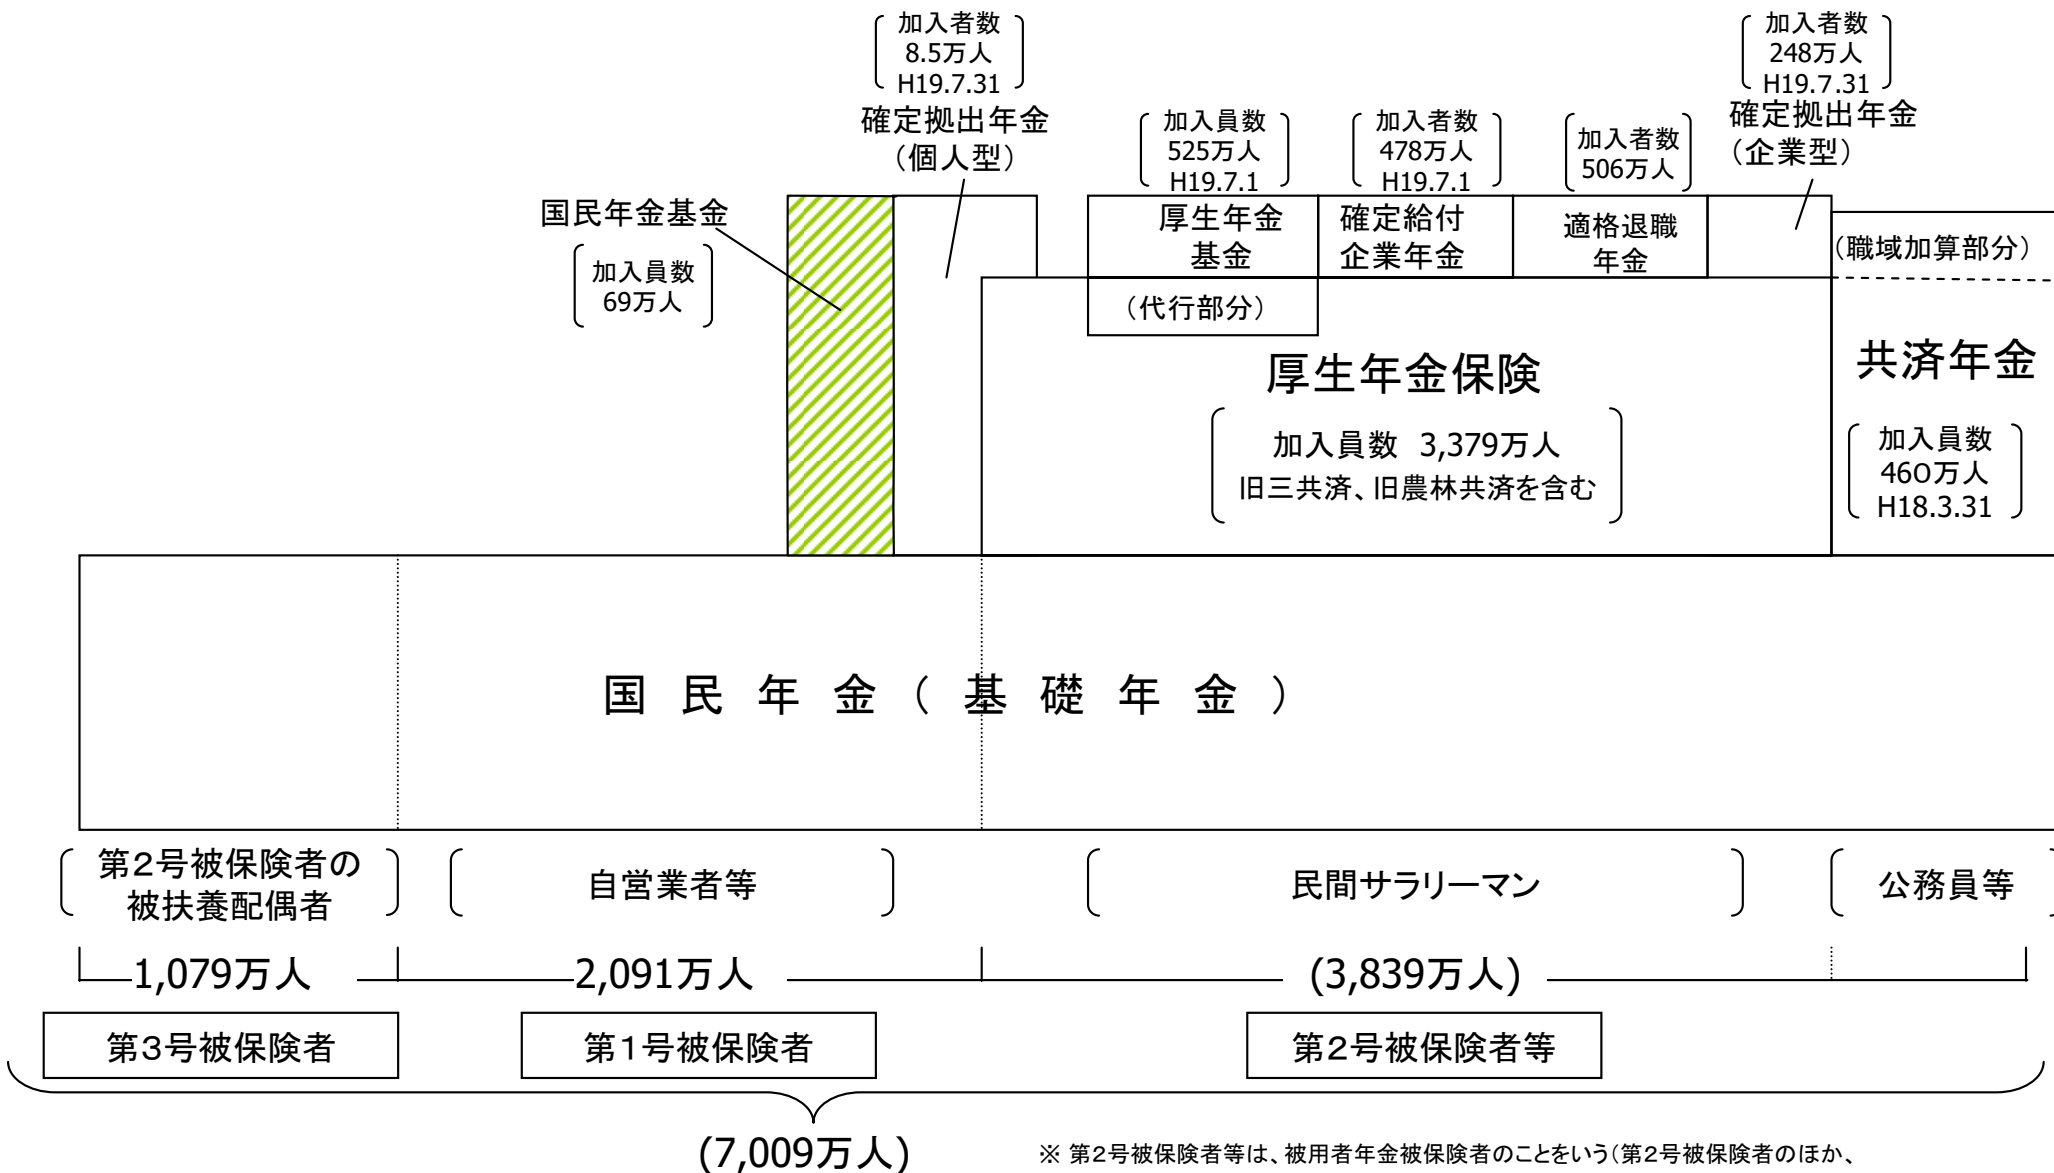 加入者数
8.5万人
H19.7.31
確定拠出年金
（個人型）
加入者数
248万人
H19.7.31
確定拠出年金
（企業型）
加入員数
525万人
H19.7.1
加入者数
478万人
H19.7.1
加入者数
506万人
国民年金基金
加入員数
69万人
厚生年金
基金
確定給付
企業年金
適格退職
年金
（職域加算部分）
（代行部分）
厚生年金保険
加入員数 3,379万人
旧三共済、旧農林共済を含む
共済年金
加入員数
460万人
H18.3.31
国民年金（基礎年金）
第2号被保険者の
被扶養配偶者
自営業者等
民間サラリーマン
公務員等
1,079万人
2,091万人
(3,839万人)
第3号被保険者
第1号被保険者
第2号被保険者等
(7,009万人)
※ 第2号被保険者等は、被用者年金被保険者のことをいう（第2号被保険者のほか、